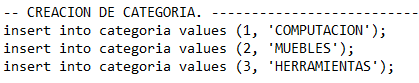 -- CREACION DE CATEGORIA. --------------------------
insert into categoria values (1, 'COMPUTACION');
insert into categoria values (2, 'MUEBLES');
insert into categoria values (3, 'HERRAMIENTAS');